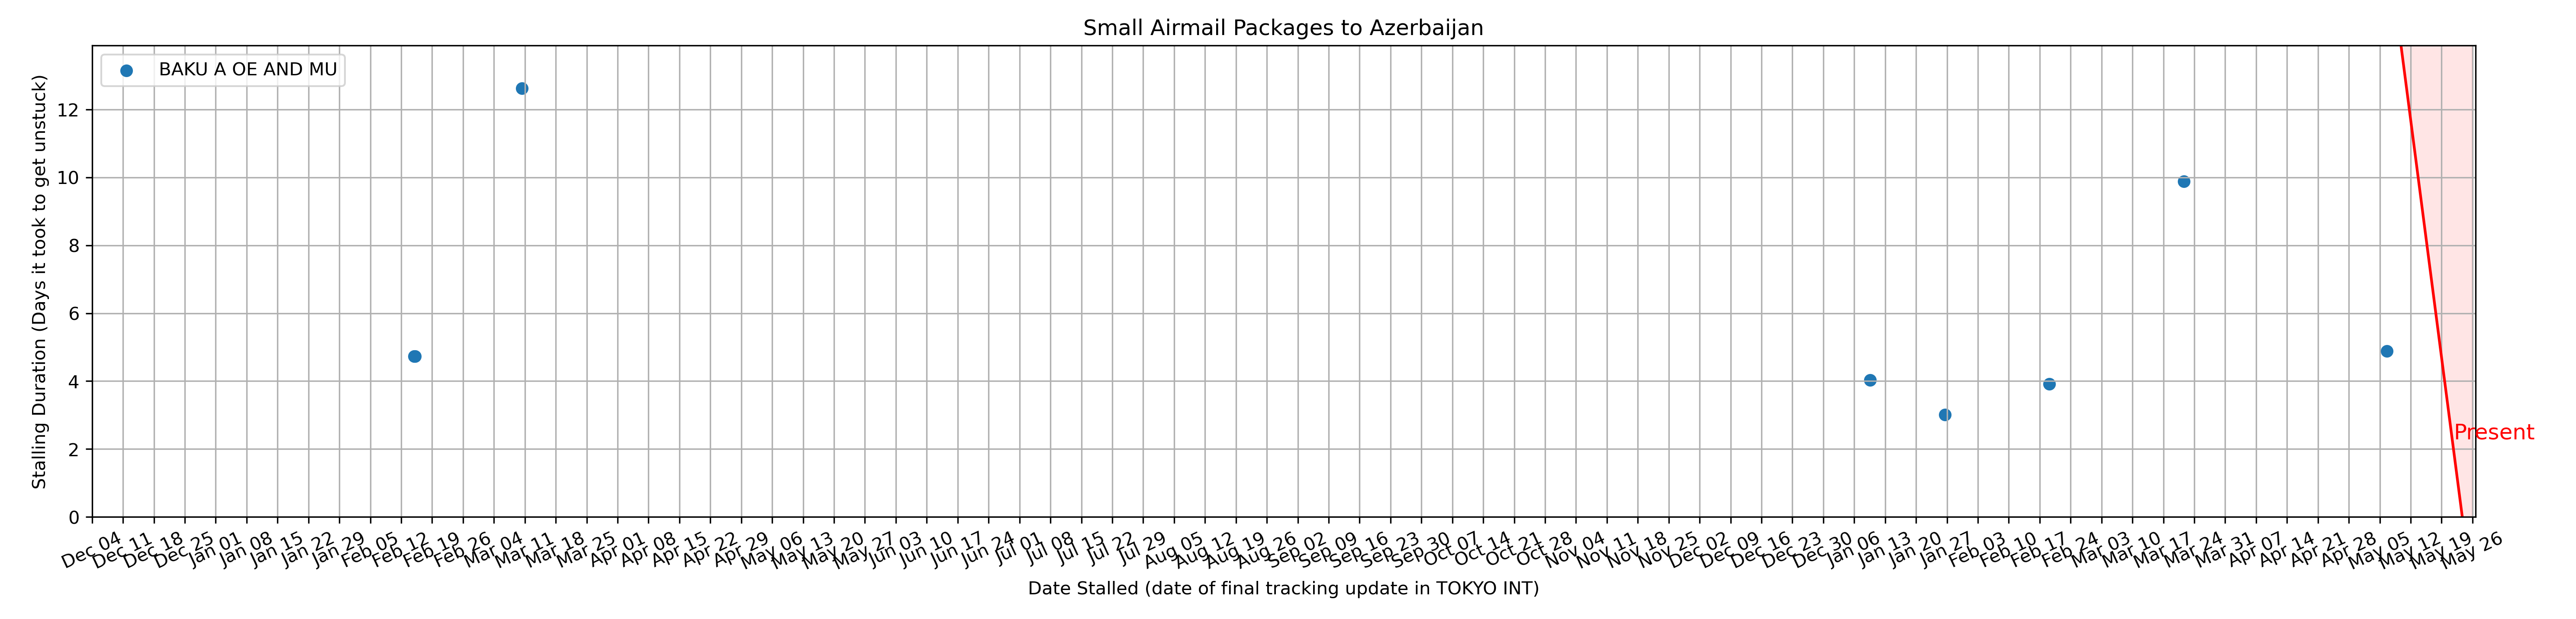 Small Airmail Packages to Azerbaijan
BAKU A OE AND MU
Stalling Duration (Days it took to get unstuck)
12
10
8
6
4
2
0
Present
Dec 04 Dec 11 Dec 18 Dec 25 Jan 01 Jan 08 Jan 15 Jan 22 Jan 29 Feb 05 Feb 12 Feb 19 Feb 26 Mar 04 Mar 11 Mar 18 Mar 25 Apr 01 Apr 08 Apr 15 Apr 22 Apr 29 May 06 May 13 May 20 May 27 Jun 03 Jun 10 Jun 17 Jun 24 Jul 01 Jul 08 Jul 15 Jul 22 Jul 29 Aug 05 Aug 12 Aug 19 Aug 26 Sep 02 Sep 09 Sep 16 Sep 23 Sep 30 Oct 07 Oct 14 Oct 21 Oct 28 Nov 04 Nov 11 Nov 18 Nov 25 Dec 02 Dec 09 Dec 16 Dec 23 Dec 30 Jan 06 Jan 13 Jan 20 Jan 27 Feb 03 Feb 10 Feb 17 Feb 24 Mar 03 Mar 10 Mar 17 Mar 24 Mar 31 Apr 07 Apr 14 Apr 21 Apr 28 May 05 May 12 May 19 May 26
Date Stalled (date of final tracking update in TOKYO INT)